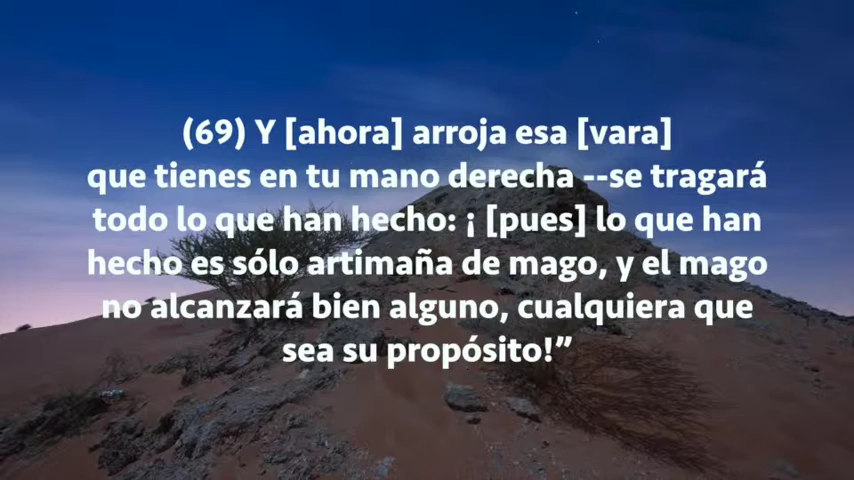 (69) Y [ahora] arroja esa [vara]
que tienes en tu mano derecha --se tragará
todo lo que han hecho: ¡ [pues] lo que han
hecho es sólo artimaña de mago, y el mago
no alcanzará bien alguno, cualquiera que
sea su propósito!”